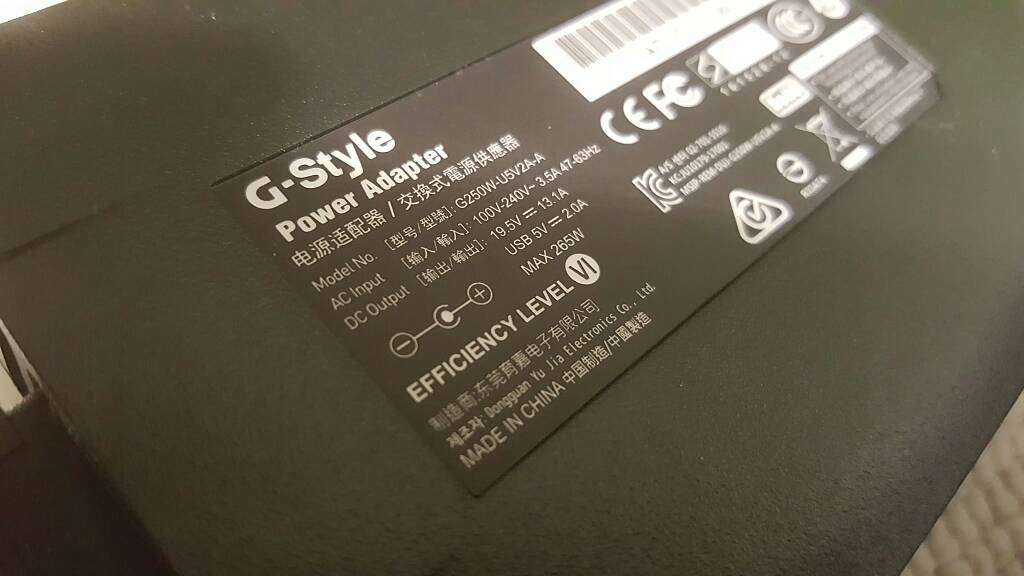 G-Style
Power Adapter
电源适配器 / 交換式電源供應器
Model No. [型号/型號]: G250W-U5V2A-A
AC Input [输入/輸入]: 100V-240V~ 3.5A 47-63Hz
DC Output [输出/輸出]: 19.5V 13.1A
USB 5V 2.0A
MAX 265W
EFFICIENCY LEVEL VI
东莞育嘉电子有限公司
제조자: Dongguan Yu Jia Electronics Co., Ltd.
MADE IN CHINA 中国制造/中國製造
CE FC